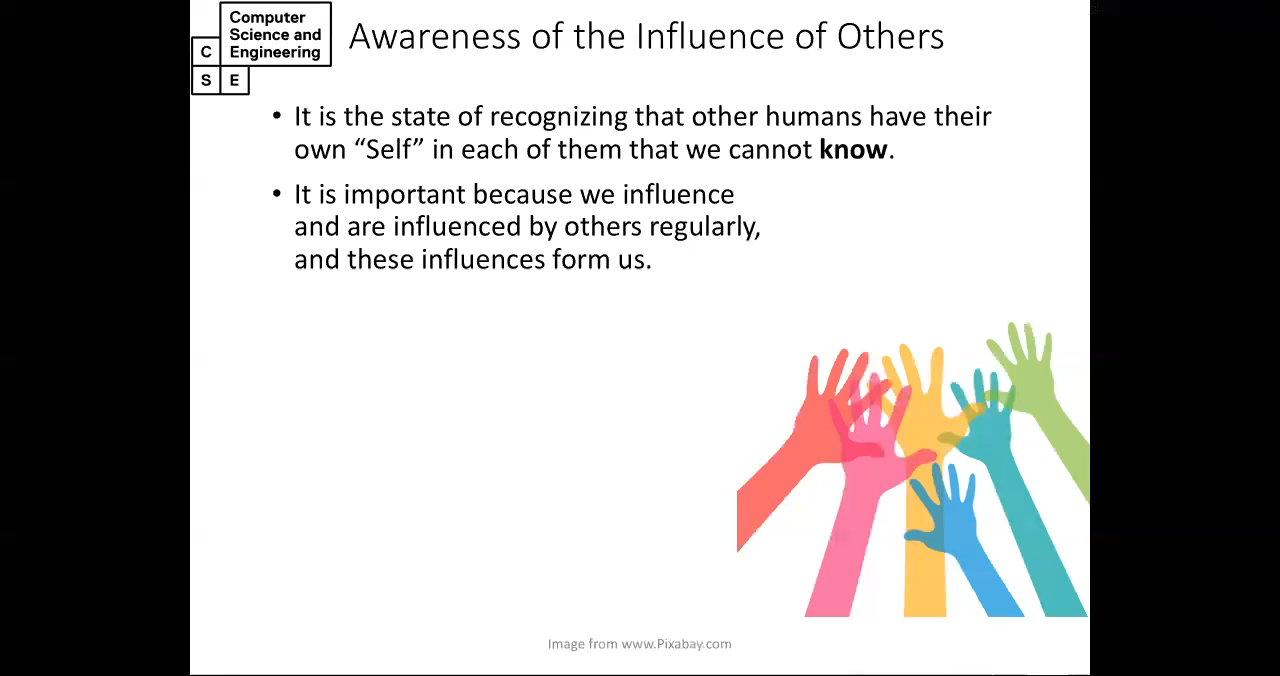 Computer
Science and
Engineering
C
S E
Awareness of the Influence of Others
• It is the state of recognizing that other humans have their
own “Self” in each of them that we cannot know.
• It is important because we influence
and are influenced by others regularly,
and these influences form us.
Image from www.Pixabay.com